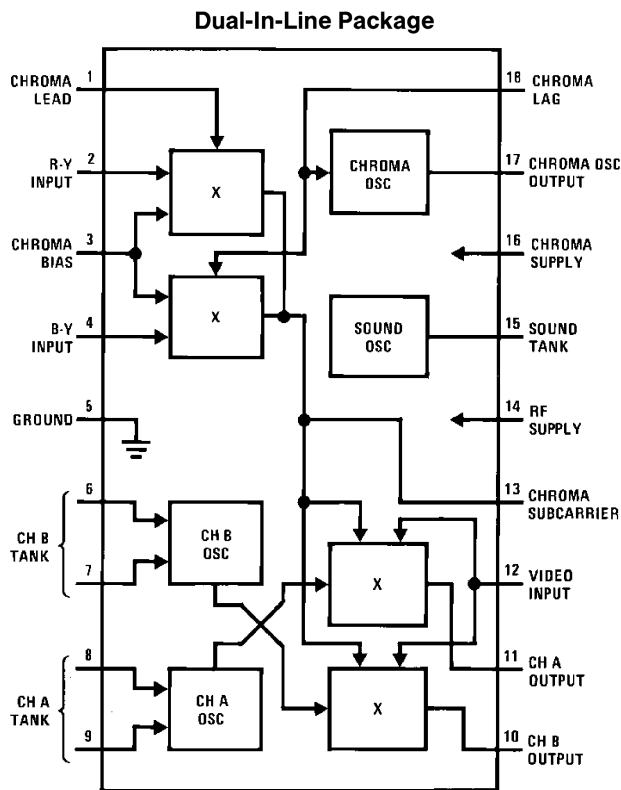 Dual-In-Line Package
1
CHROMA
LEAD
2
R-Y
INPUT
3
CHROMA
BIAS
4
B-Y
INPUT
5
GROUND
6
CH B
TANK
7
8
CH A
TANK
9
X
X
CH B
OSC
CH A
OSC
CHROMA
OSC
SOUND
OSC
X
X
18
CHROMA
LAG
17
CHROMA OSC
OUTPUT
16
CHROMA
SUPPLY
15
SOUND
TANK
14
RF
SUPPLY
13
CHROMA
SUBCARRIER
12
VIDEO
INPUT
11
CH A
OUTPUT
10
CH B
OUTPUT